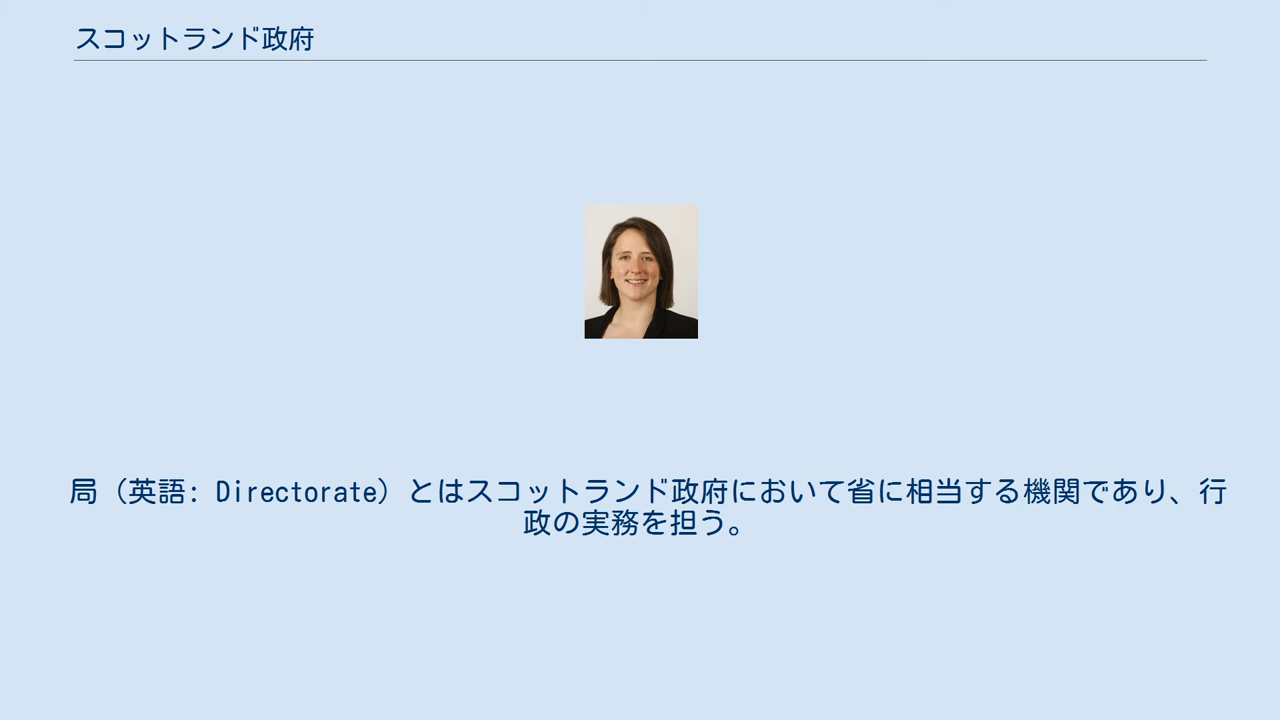 スコットランド政府
局（英語: Directorate）とはスコットランド政府において省に相当する機関であり、行
政の実務を担う。